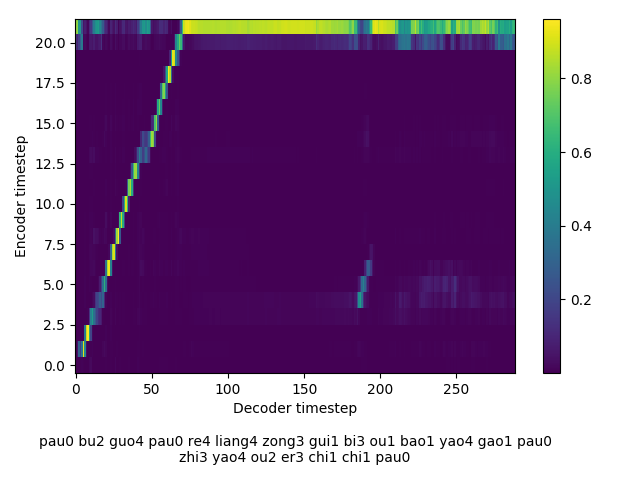 20.0
17.5
15.0
12.5
10.0
7.5
5.0
2.5
0.0
Encoder timestep
0 50 100 150 200 250
Decoder timestep
0.8
0.6
0.4
0.2
pau0 bu2 guo4 pau0 re4 liang4 zong3 gui1 bi3 ou1 bao1 yao4 gao1 pau0
zhi3 yao4 ou2 er3 chi1 chi1 pau0